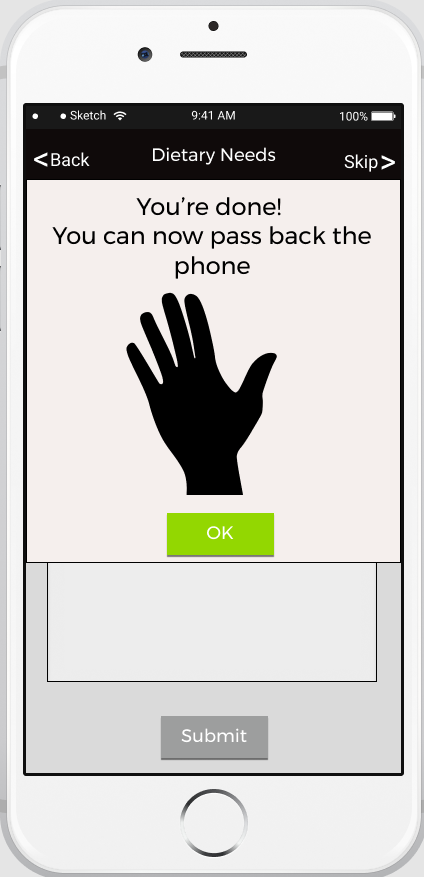 Sketch 9:41 AM 100%
<Back Dietary Needs Skip>
You’re done!
You can now pass back the
phone
OK
Submit